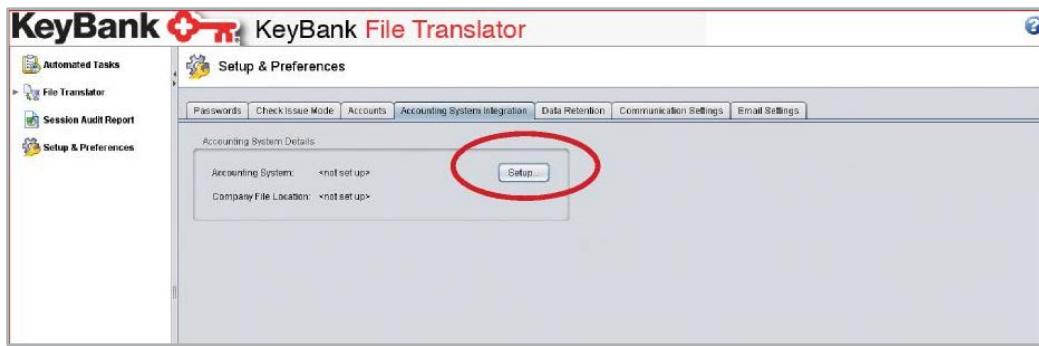 KeyBank KeyBank File Translator
Automated Tasks
File Translator
Session Audit Report
Setup & Preferences
Setup & Preferences
Passwords Check Issue Mode Accounts Accounting System Integration Data Retention Communication Settings Email Settings
Accounting System Details
Accounting System: <not set up>
Setup...
Company File Location: <not set up>